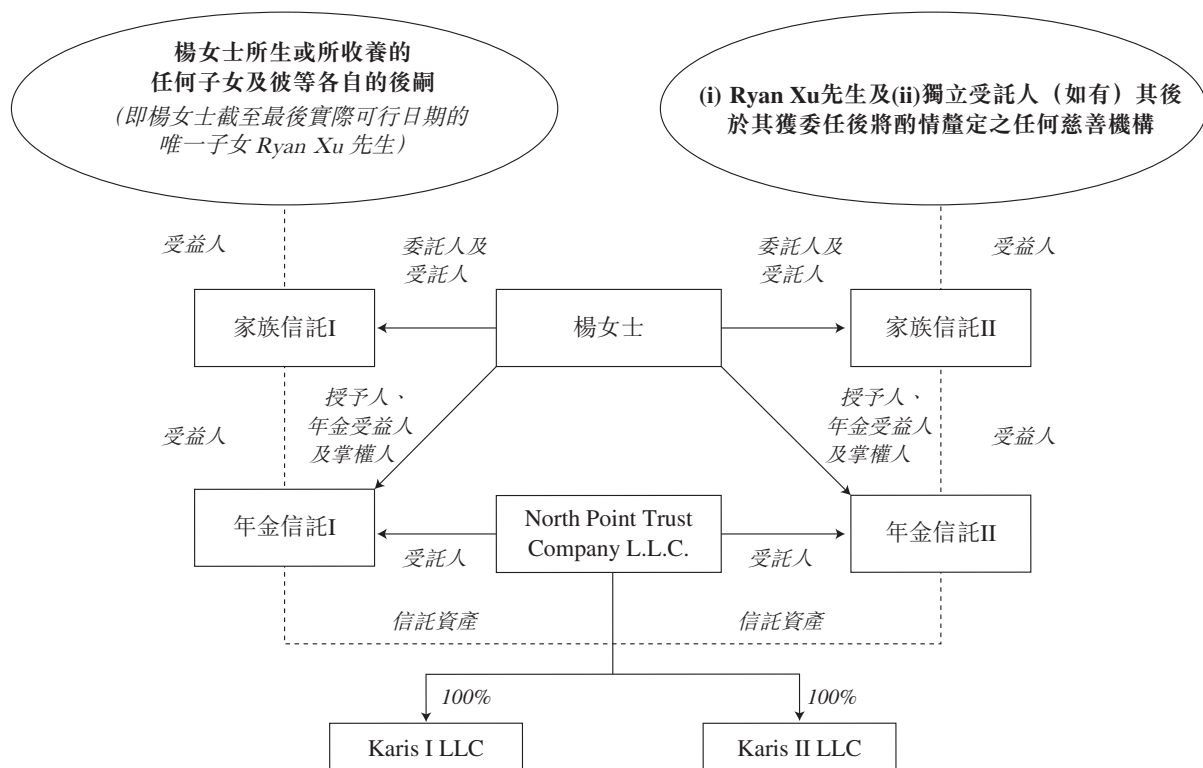 楊女士所生或所收養的
任何子女及彼等各自的後嗣
(即楊女士截至最後實際可行日期的
唯一子女 Ryan Xu 先生)
(i) Ryan Xu先生及(ii)獨立受託人（如有）其後
於其獲委任後將酌情釐定之任何慈善機構
受益人
委託人及
受託人
委託人及
受託人
受益人
家族信託I
楊女士
家族信託II
受益人
授予人、
年金受益人
及掌權人
授予人、
年金受益人
及掌權人
受益人
年金信託I
North Point Trust
Company L.L.C.
年金信託II
受託人
受託人
信託資產
信託資產
100%
100%
Karis I LLC
Karis II LLC